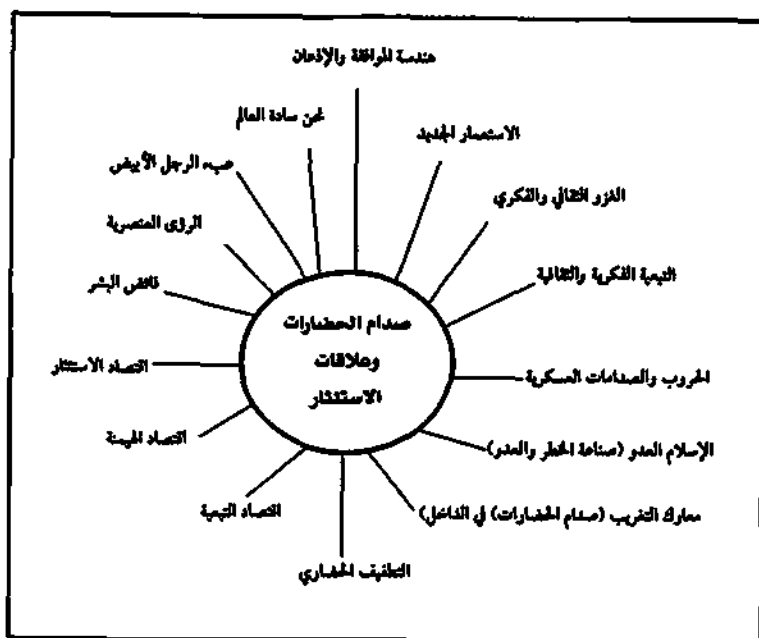 هندسة الموافقة والإذعان
نحن سادة العالم
الاستعمار الجديد
عبء الرجل الأبيض
الغزو الثقافي والفكري
الرؤى العنصرية
التبعية الفكرية والثقافية
فائض البشر
صدام الحضارات
وعلاقات
الاستئثار
اقتصاد الاستئثار
الحروب والصدامات العسكرية
اقتصاد الهيمنة
الإسلام العدو (صناعة الخطر والعدو)
اقتصاد التبعية
معارك التغريب (صدام الحضارات) في الداخل)
التطفيف الحضاري